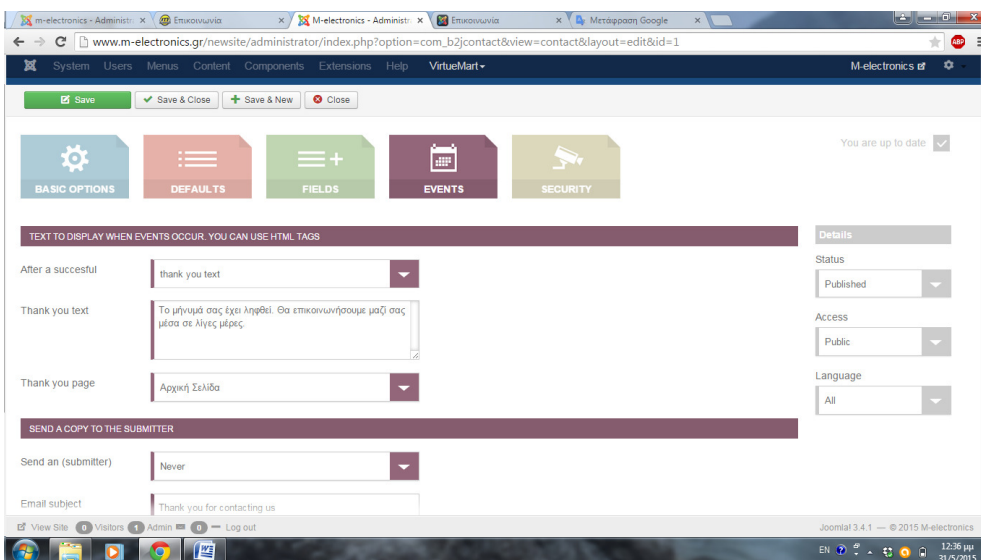 m-electronics - Administra
Επικοινωνία
M-electronics - Administra
Επικοινωνία
Μετάφραση Google
www.m-electronics.gr/newsite/administrator/index.php?option=com_b2jcontact&view=contact&layout=edit&id=1
ABP
System Users Menus Content Components Extensions Help VirtueMart
M-electronics
Save
Save & Close
Save & New
Close
BASIC OPTIONS
DEFAULTS
FIELDS
EVENTS
SECURITY
You are up to date
TEXT TO DISPLAY WHEN EVENTS OCCUR. YOU CAN USE HTML TAGS
After a succesful
thank you text
Thank you text
Το μήνυμά σας έχει ληφθεί. Θα επικοινωνήσουμε μαζί σας
μέσα σε λίγες μέρες.
Thank you page
Αρχική Σελίδα
SEND A COPY TO THE SUBMITTER
Send an (submitter)
Never
Email subject
Thank you for contacting us
Details
Status
Published
Access
Public
Language
All
View Site 0 Visitors 1 Admin 0 Log out
Joomla! 3.4.1 — © 2015 M-electronics
EN
12:36 μμ
31/5/2015